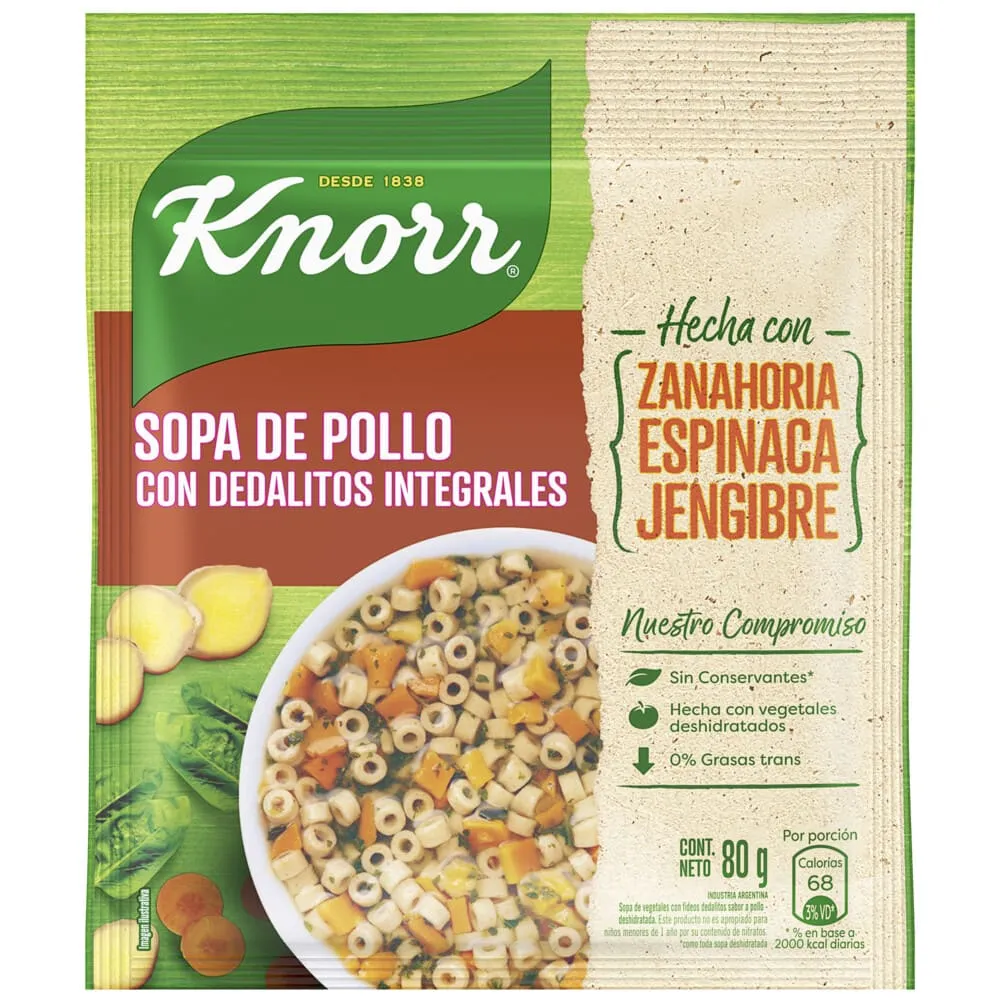 DESDE 1838
Knorr®
SOPA DE POLLO
CON DEDALITOS INTEGRALES
Hecha con
ZANAHORIA
ESPINACA
JENGIBRE
Nuestro Compromiso
Sin Conservantes*
Hecha con vegetales
deshidratados
0% Grasas trans
CONT.
NETO 80 g
INDUSTRIA ARGENTINA
Sopa de vegetales con fideos dedalitos sabor a pollo
deshidratada. Este producto no es apropiado para
niños menores de 1 año por su contenido de nitratos.
*como toda sopa deshidratada
Por porción
Calorías
68
3% VD*
*% en base a
2000 kcal diarias
Imagen ilustrativa